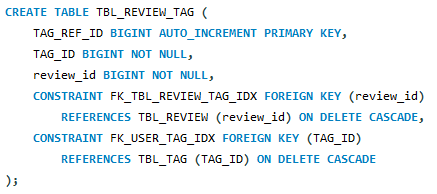 CREATE TABLE TBL_REVIEW_TAG (
    TAG_REF_ID BIGINT AUTO_INCREMENT PRIMARY KEY,
    TAG_ID BIGINT NOT NULL,
    review_id BIGINT NOT NULL,
    CONSTRAINT FK_TBL_REVIEW_TAG_IDX FOREIGN KEY (review_id)
        REFERENCES TBL_REVIEW (review_id) ON DELETE CASCADE,
    CONSTRAINT FK_USER_TAG_IDX FOREIGN KEY (TAG_ID)
        REFERENCES TBL_TAG (TAG_ID) ON DELETE CASCADE
);